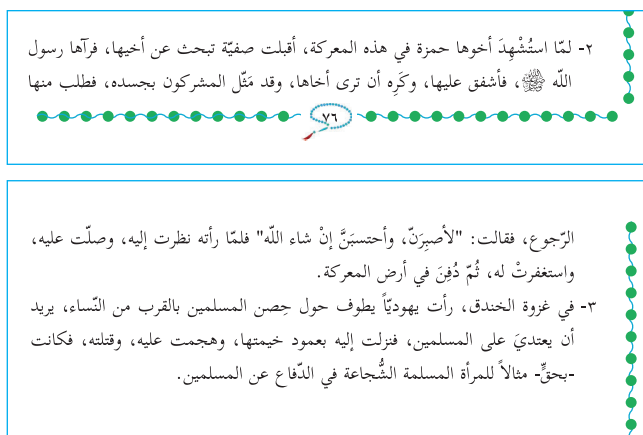 ٢- لمّا استُشْهِدَ أخوها حمزة في هذه المعركة، أقبلت صفيّة تبحث عن أخيها، فرآها رسول
اللّه ﷺ، فأشفق عليها، وكَرِه أن ترى أخاها، وقد مَثّل المشركون بجسده، فطلب منها
٧٦
الرّجوع، فقالت: "لأصبِرَنّ، وأحتسبَنَّ إنْ شاء اللّه" فلمّا رأته نظرت إليه، وصلّت عليه،
واستغفرتْ له، ثُمّ دُفِنَ في أرض المعركة.
٣- في غزوة الخندق، رأت يهوديّاً يطوف حول حِصن المسلمين بالقرب من النّساء، يريد
أن يعتديَ على المسلمين، فنزلت إليه بعمود خيمتها، وهجمت عليه، وقتلته، فكانت
-بحقٍّ- مثالاً للمرأة المسلمة الشُّجاعة في الدّفاع عن المسلمين.